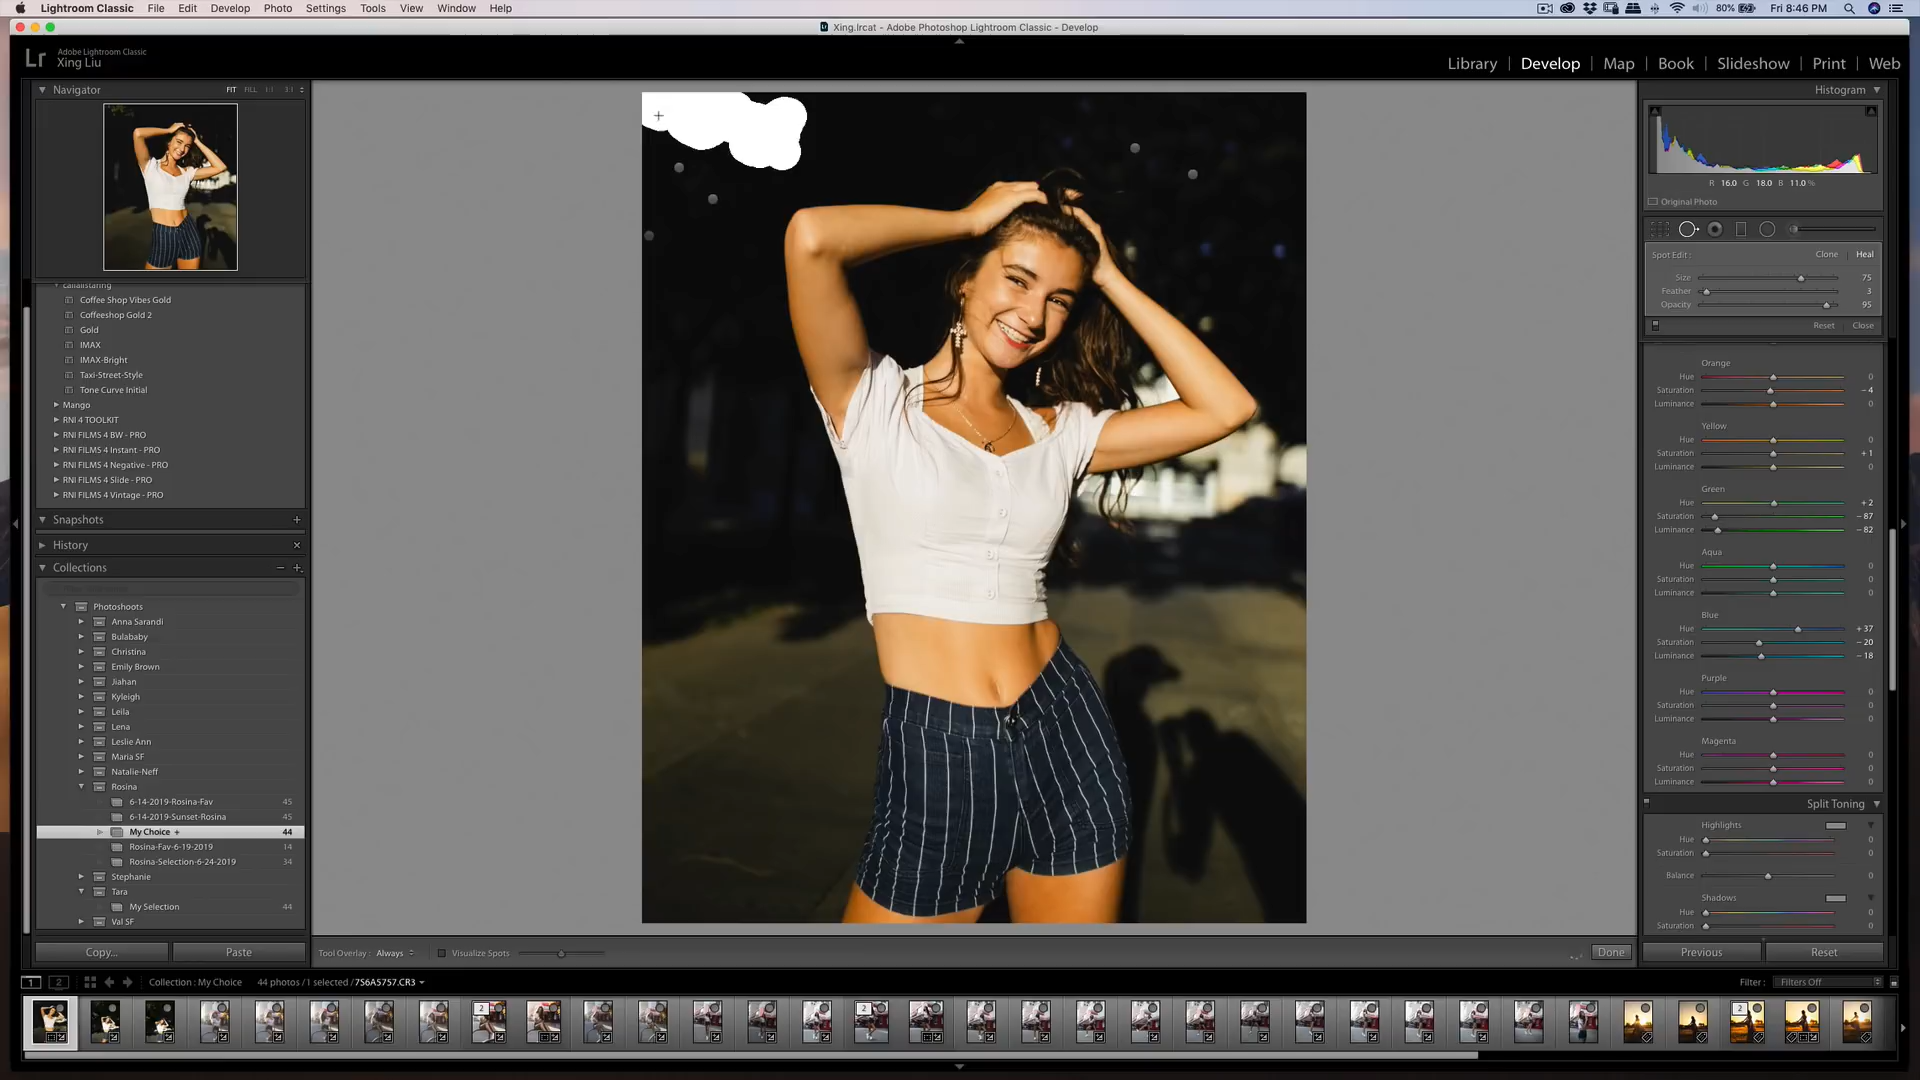 Lightroom Classic File Edit Develop Photo Settings Tools View Window Help
80% Fri 8:46 PM
Xing.lrcat - Adobe Photoshop Lightroom Classic - Develop
Lr Adobe Lightroom Classic
Xing Liu
Library | Develop | Map | Book | Slideshow | Print | Web
Navigator FIT FILL 1:1 3:1
calialistaring
Coffee Shop Vibes Gold
Coffeeshop Gold 2
Gold
IMAX
IMAX-Bright
Taxi-Street-Style
Tone Curve Initial
Mango
RNI 4 TOOLKIT
RNI FILMS 4 BW - PRO
RNI FILMS 4 Instant - PRO
RNI FILMS 4 Negative - PRO
RNI FILMS 4 Slide - PRO
RNI FILMS 4 Vintage - PRO
Snapshots +
History ×
Collections − +
Photoshoots
Anna Sarandi
Bulababy
Christina
Emily Brown
Jiahan
Kyleigh
Leila
Lena
Leslie Ann
Maria SF
Natalie-Neff
Rosina
6-14-2019-Rosina-Fav 45
6-14-2019-Sunset-Rosina 45
My Choice + 44
Rosina-Fav-6-19-2019 14
Rosina-Selection-6-24-2019 34
Stephanie
Tara
My Selection 44
Val SF
Copy... Paste
Tool Overlay : Always Visualize Spots Done
Histogram
R 16.0 G 18.0 B 11.0 %
Original Photo
Spot Edit : Clone Heal
Size 75
Feather 3
Opacity 95
Reset Close
Orange
Hue 0
Saturation − 4
Luminance 0
Yellow
Hue 0
Saturation + 1
Luminance 0
Green
Hue + 2
Saturation − 87
Luminance − 82
Aqua
Hue 0
Saturation 0
Luminance 0
Blue
Hue + 37
Saturation − 20
Luminance − 18
Purple
Hue 0
Saturation 0
Luminance 0
Magenta
Hue 0
Saturation 0
Luminance 0
Split Toning
Highlights
Hue 0
Saturation 0
Balance 0
Shadows
Hue 0
Saturation 0
Previous Reset
1 2 Collection : My Choice 44 photos / 1 selected / 7S6A5757.CR3 Filter : Filters Off
2 2 2